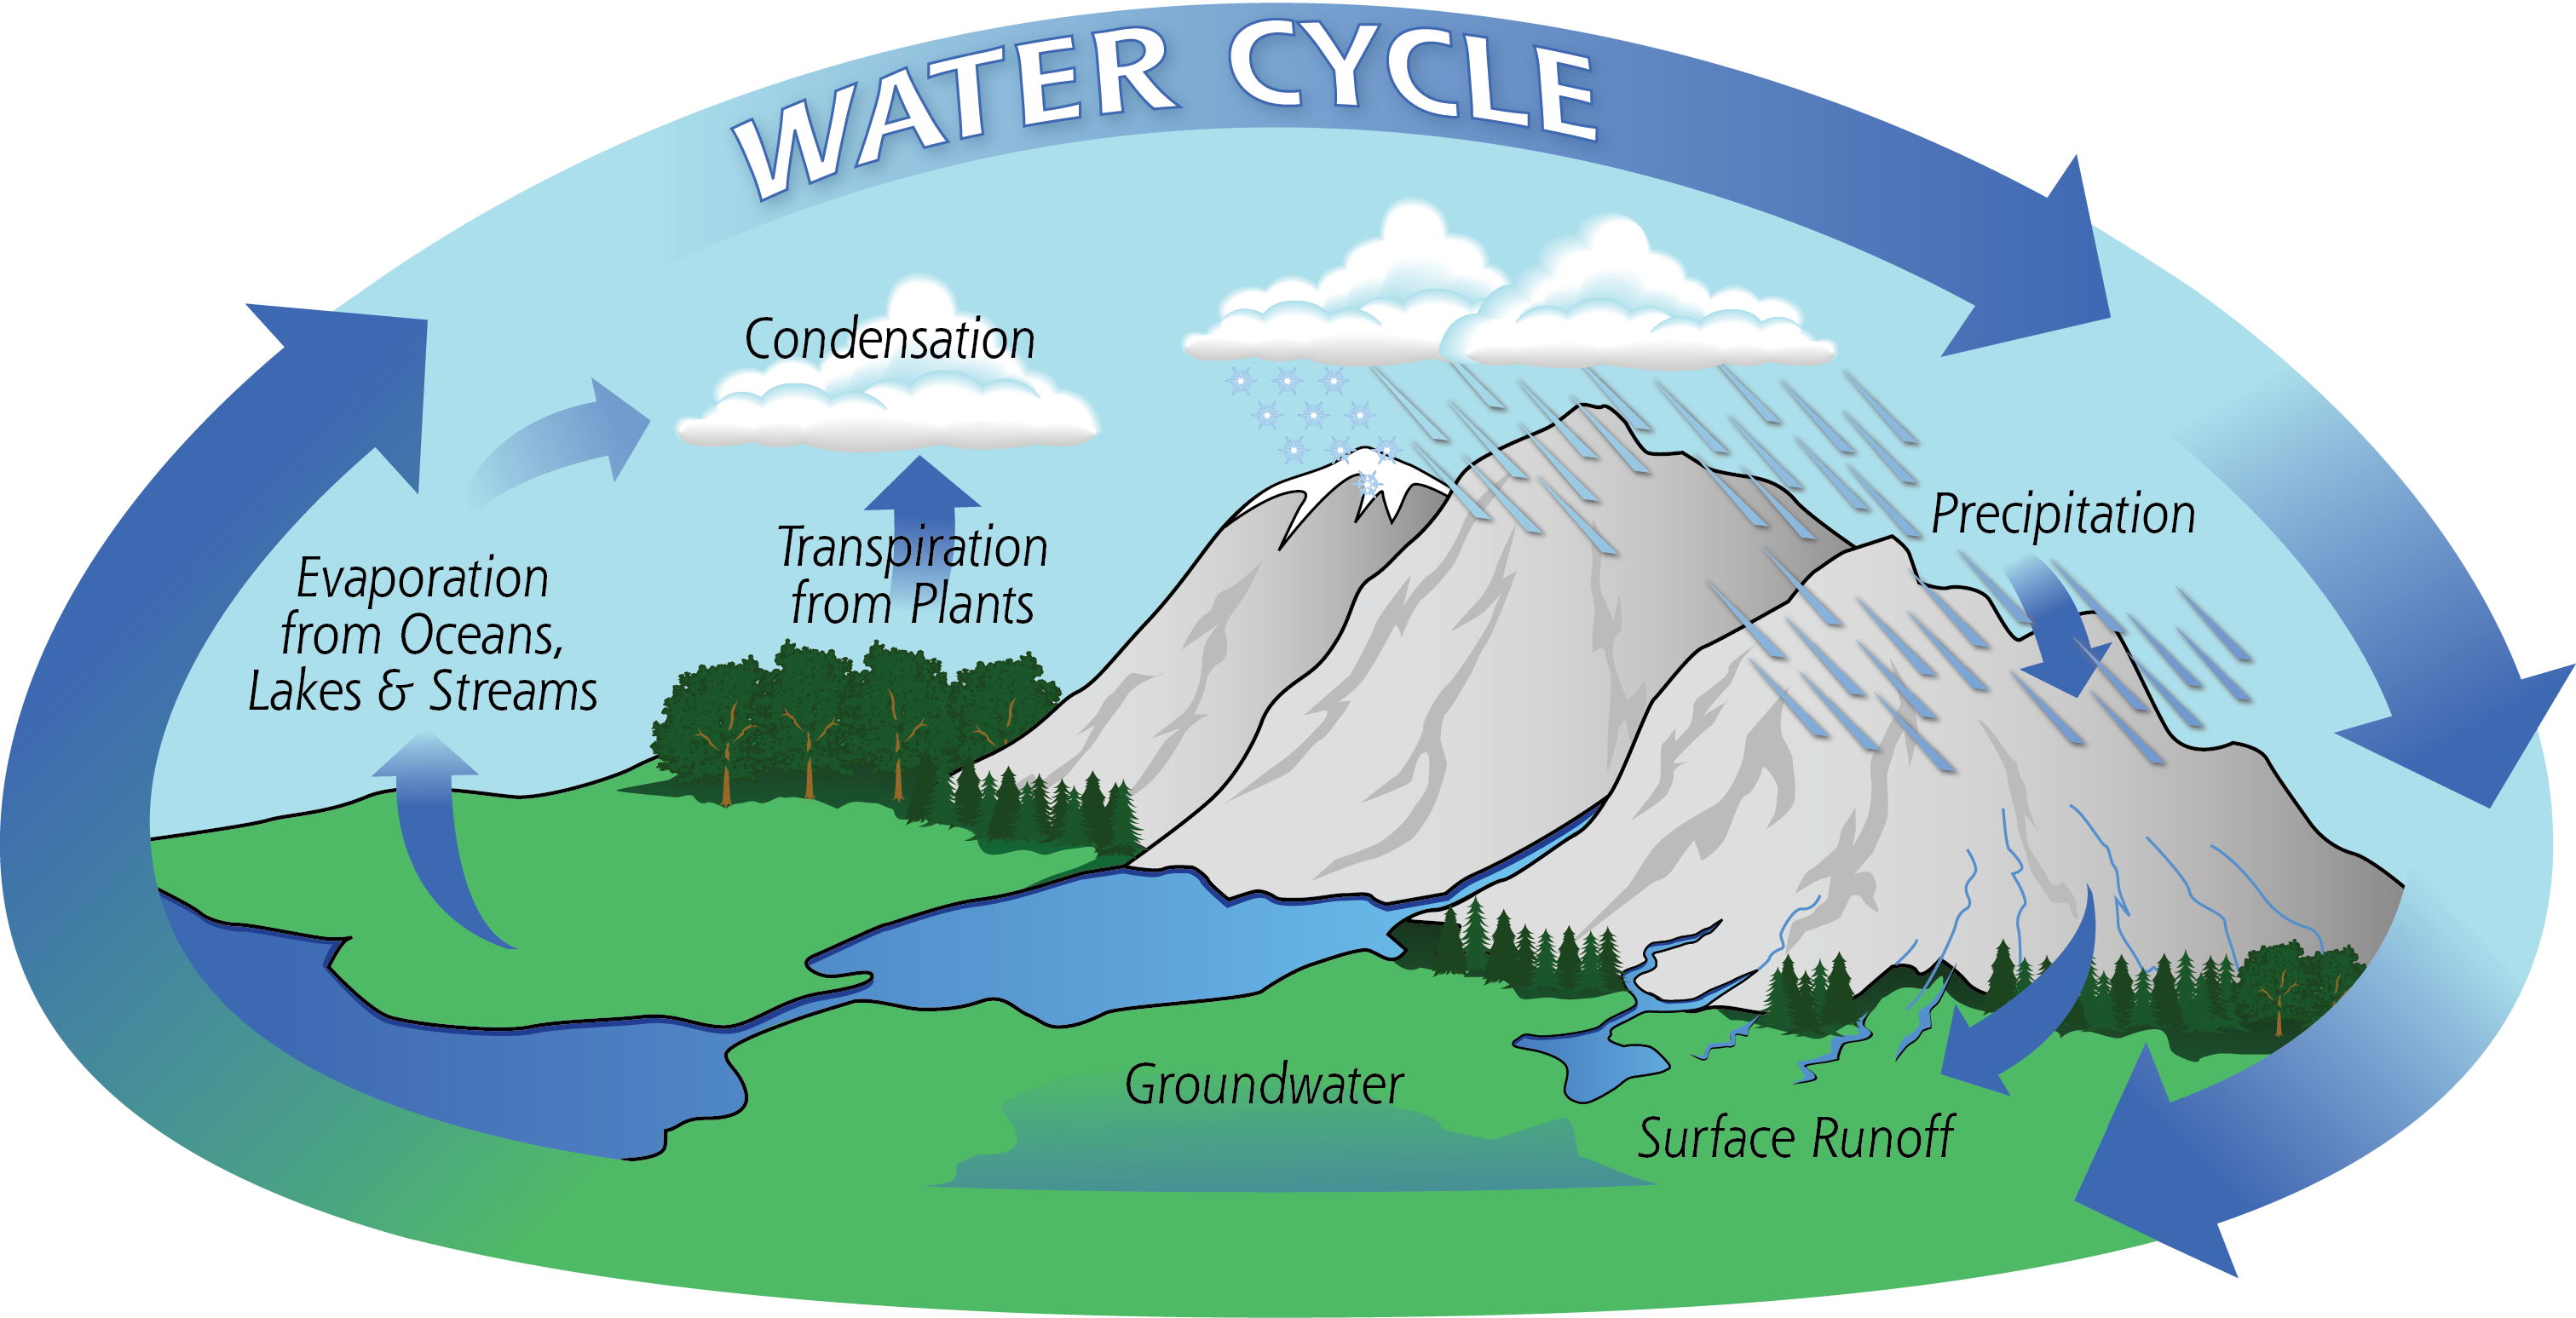 WATER CYCLE
Condensation
Precipitation
Transpiration
from Plants
Evaporation
from Oceans,
Lakes & Streams
Groundwater
Surface Runoff